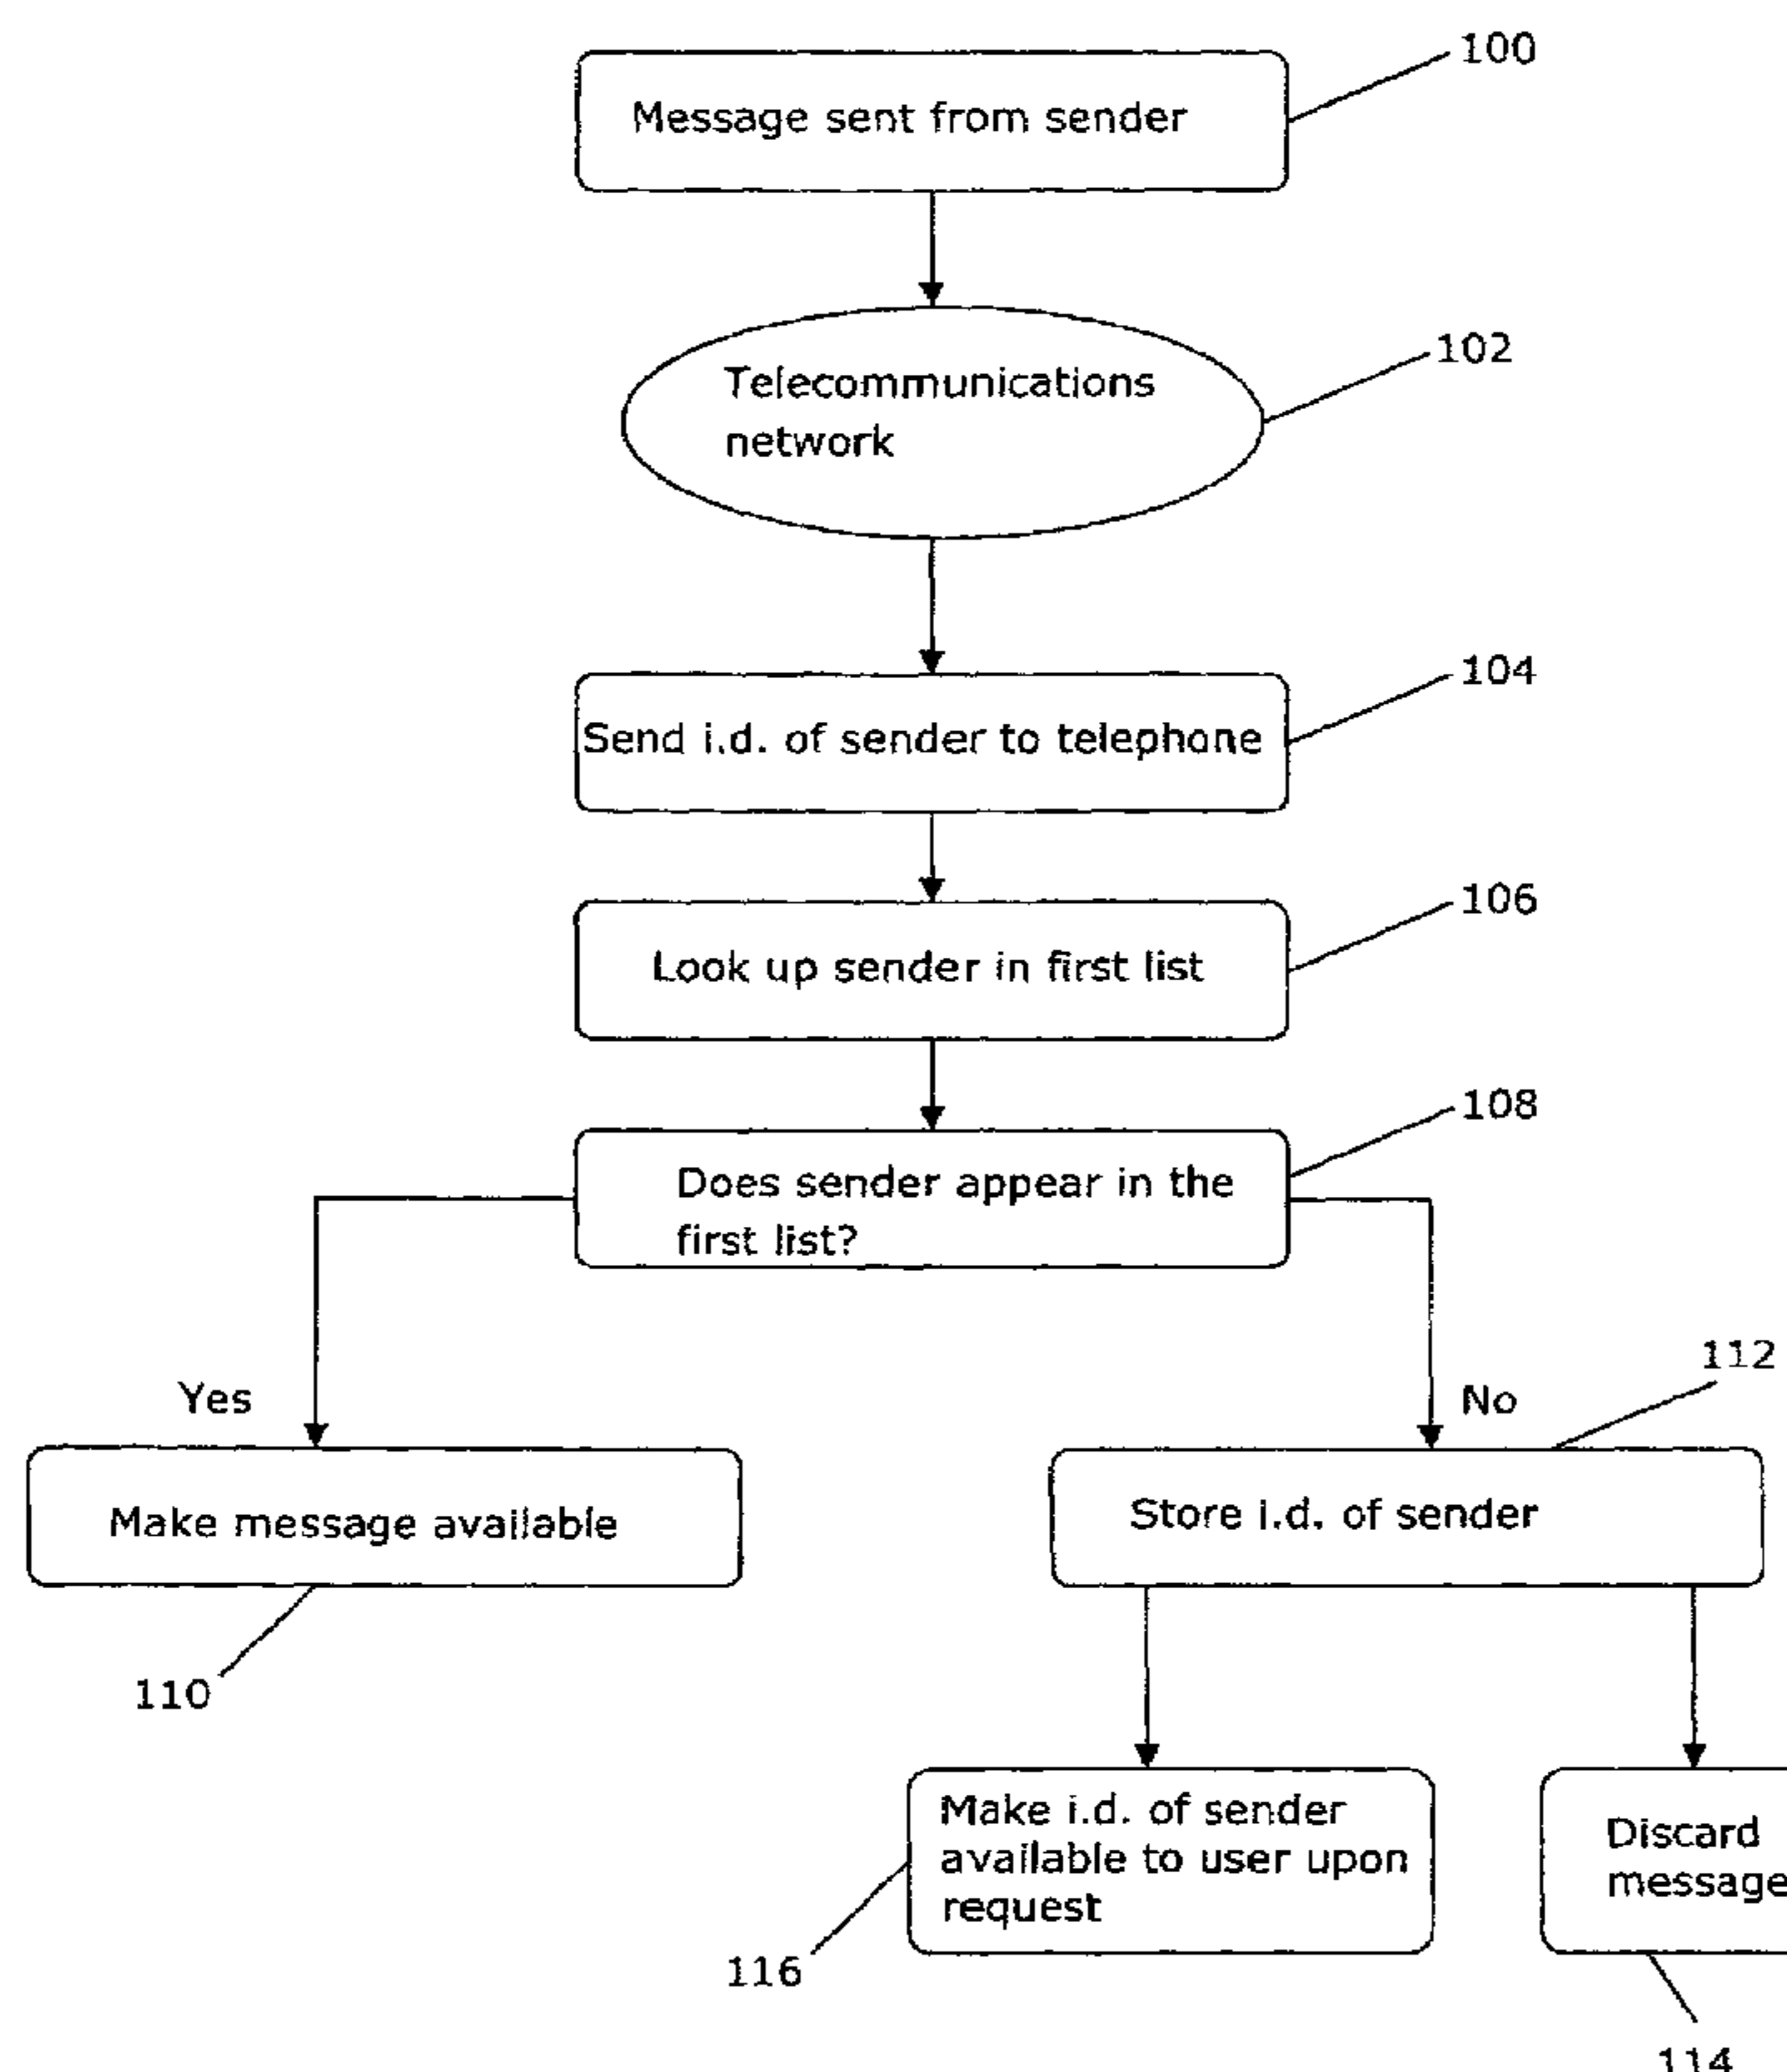 100
Message sent from sender
102
Telecommunications
network
104
Send i.d. of sender to telephone
106
Look up sender in first list
108
Does sender appear in the
first list?
112
Yes
No
Make message available
Store i.d. of sender
110
Make i.d. of sender
available to user upon
request
Discard
message
116
114